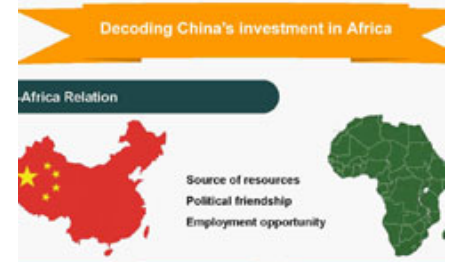 Decoding China's investment in Africa
-Africa Relation
Source of resources
Political friendship
Employment opportunity